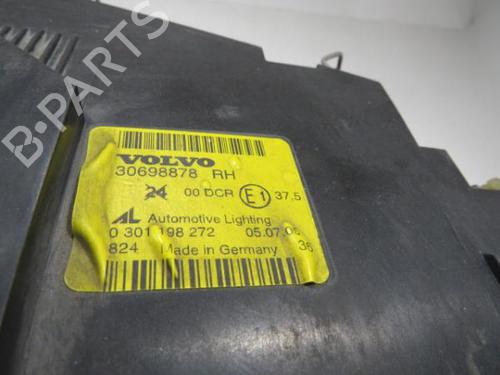 B-PARTS
VOLVO
30698878 RH
24 00 DCR E1 37.5
AL Automotive Lighting
0 301 198 272 05.07.06
824 Made in Germany 36